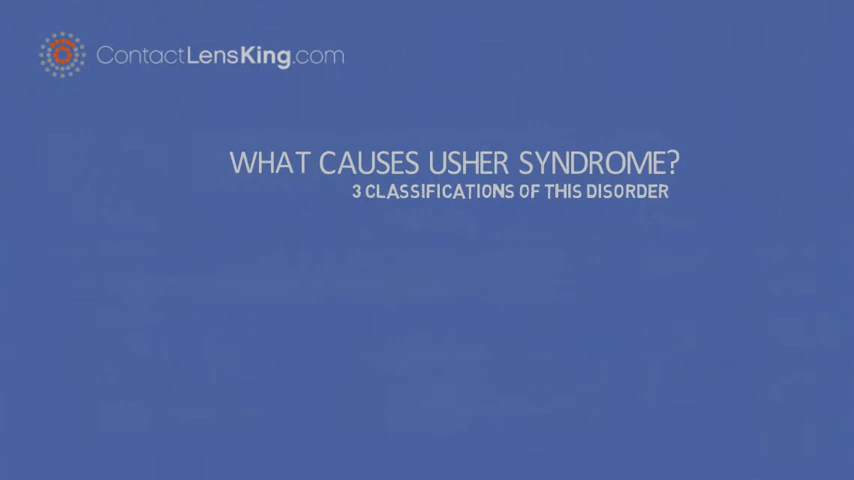 ContactLensKing.com
WHAT CAUSES USHER SYNDROME?
3 CLASSIFICATIONS OF THIS DISORDER